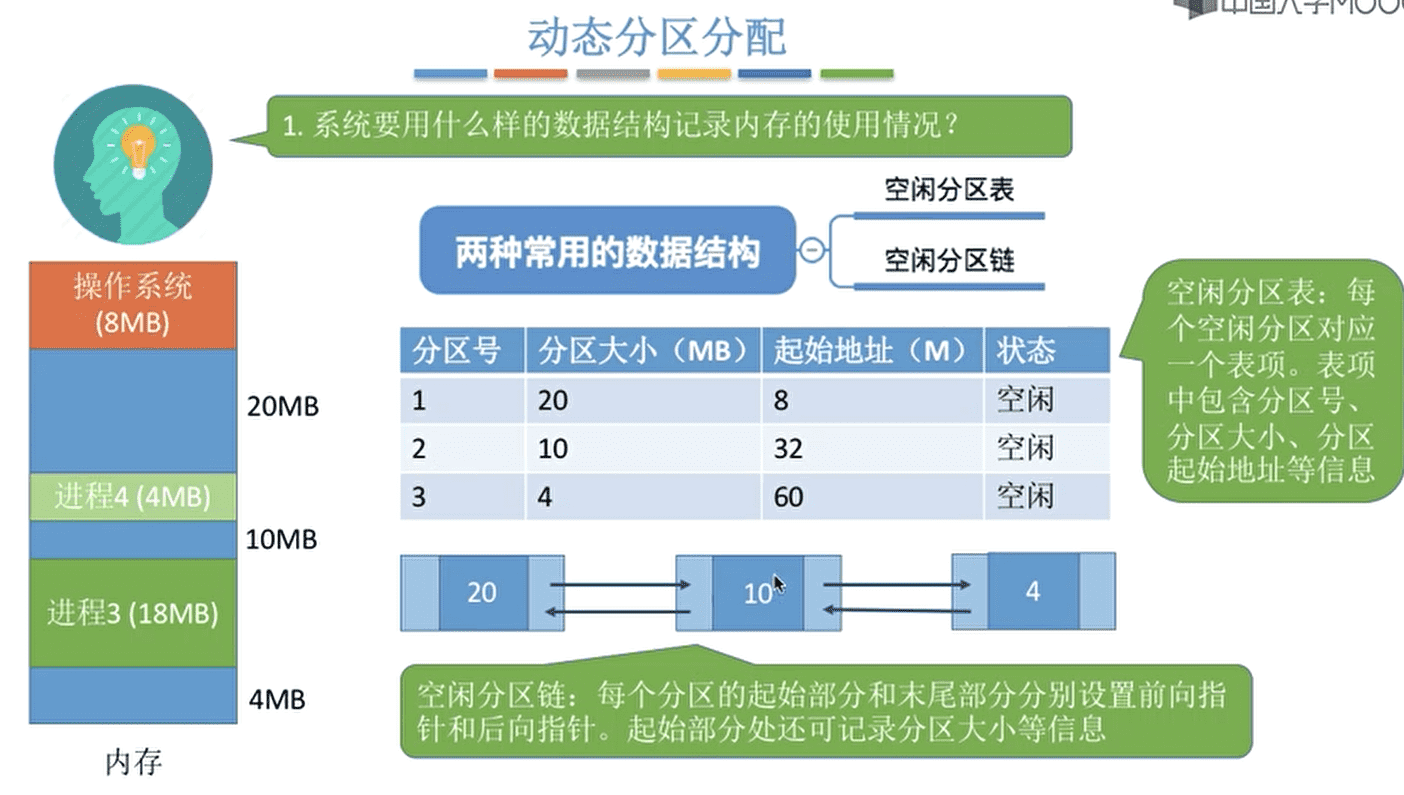 中国大学MOOC
动态分区分配
1. 系统要用什么样的数据结构记录内存的使用情况？
空闲分区表
两种常用的数据结构
空闲分区链
操作系统
(8MB)
20MB
进程4 (4MB)
10MB
进程3 (18MB)
4MB
内存
分区号 分区大小（MB） 起始地址（M） 状态
1 20 8 空闲
2 10 32 空闲
3 4 60 空闲
空闲分区表：每
个空闲分区对应
一个表项。表项
中包含分区号、
分区大小、分区
起始地址等信息
20 10 4
空闲分区链：每个分区的起始部分和末尾部分分别设置前向指
针和后向指针。起始部分处还可记录分区大小等信息